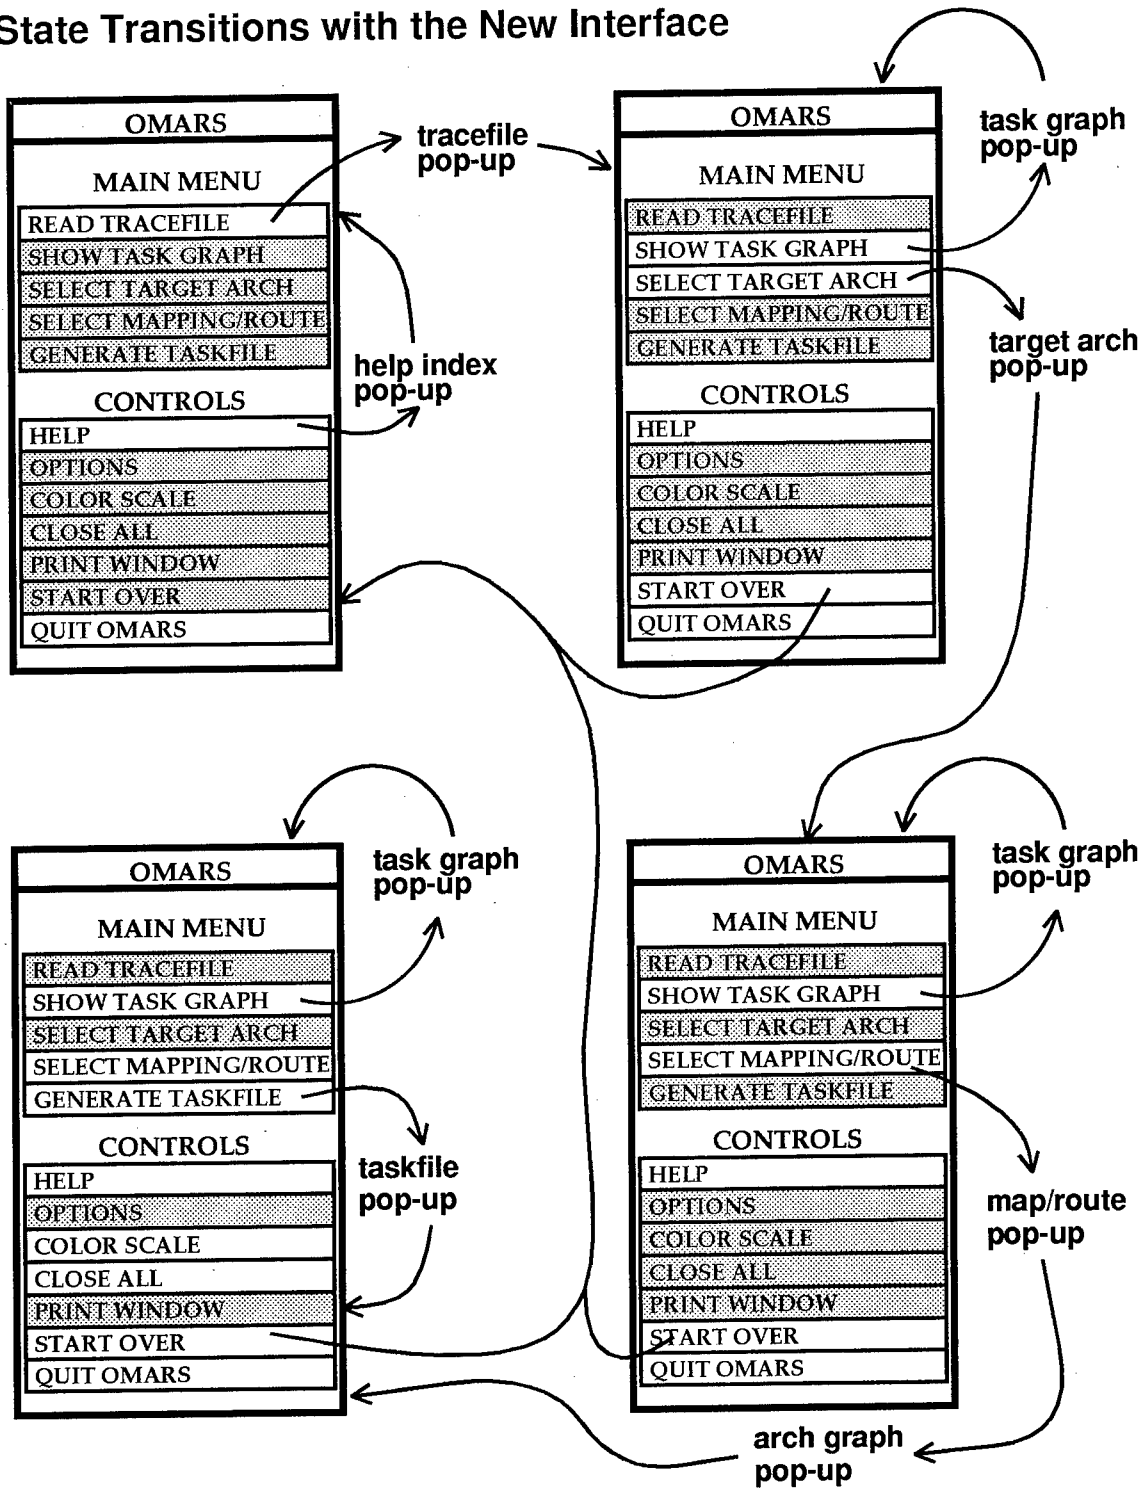 State Transitions with the New Interface
OMARS
MAIN MENU
READ TRACEFILE
SHOW TASK GRAPH
SELECT TARGET ARCH
SELECT MAPPING/ROUTE
GENERATE TASKFILE
CONTROLS
HELP
OPTIONS
COLOR SCALE
CLOSE ALL
PRINT WINDOW
START OVER
QUIT OMARS
tracefile
pop-up
help index
pop-up
OMARS
MAIN MENU
READ TRACEFILE
SHOW TASK GRAPH
SELECT TARGET ARCH
SELECT MAPPING/ROUTE
GENERATE TASKFILE
CONTROLS
HELP
OPTIONS
COLOR SCALE
CLOSE ALL
PRINT WINDOW
START OVER
QUIT OMARS
task graph
pop-up
target arch
pop-up
OMARS
MAIN MENU
READ TRACEFILE
SHOW TASK GRAPH
SELECT TARGET ARCH
SELECT MAPPING/ROUTE
GENERATE TASKFILE
CONTROLS
HELP
OPTIONS
COLOR SCALE
CLOSE ALL
PRINT WINDOW
START OVER
QUIT OMARS
task graph
pop-up
taskfile
pop-up
OMARS
MAIN MENU
READ TRACEFILE
SHOW TASK GRAPH
SELECT TARGET ARCH
SELECT MAPPING/ROUTE
GENERATE TASKFILE
CONTROLS
HELP
OPTIONS
COLOR SCALE
CLOSE ALL
PRINT WINDOW
START OVER
QUIT OMARS
task graph
pop-up
map/route
pop-up
arch graph
pop-up